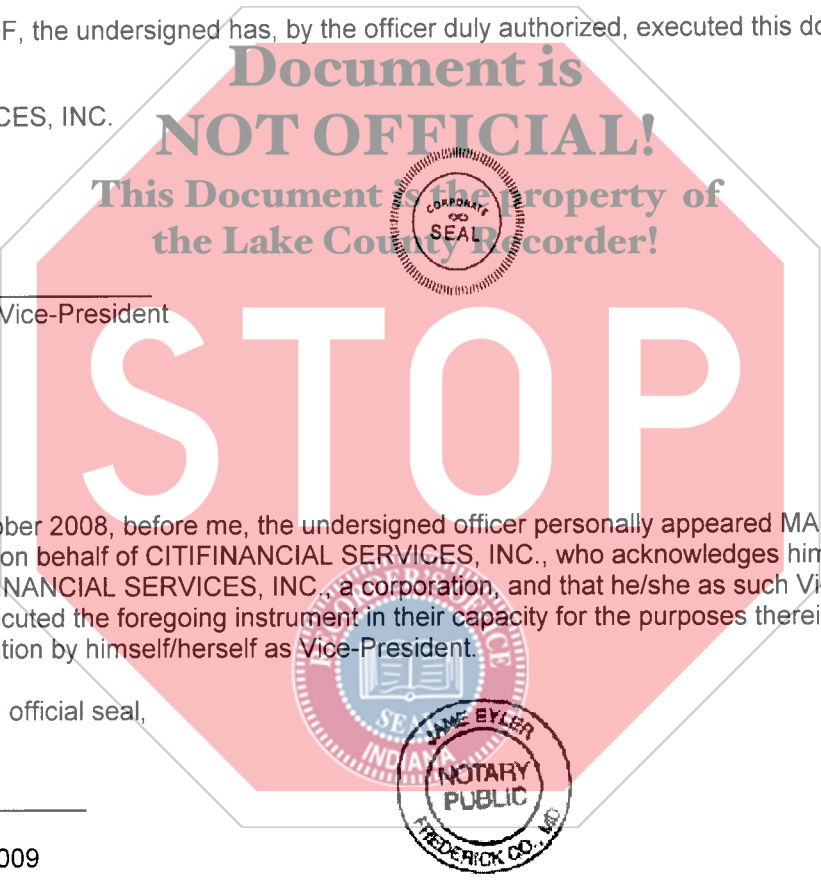 F, the undersigned has, by the officer duly authorized, executed this do
Document is
CES, INC.
NOT OFFICIAL!
This Document is the property of
the Lake County Recorder!
CORPORATE
SEAL
Vice-President
STOP
ober 2008, before me, the undersigned officer personally appeared MA
on behalf of CITIFINANCIAL SERVICES, INC., who acknowledges him
NANCIAL SERVICES, INC., a corporation, and that he/she as such Vi
cuted the foregoing instrument in their capacity for the purposes therei
tion by himself/herself as Vice-President.
RECORDER'S OFFICE
SEAL
INDIANA
official seal,
JANE EYLER
NOTARY
PUBLIC
FREDERICK CO., MD
009